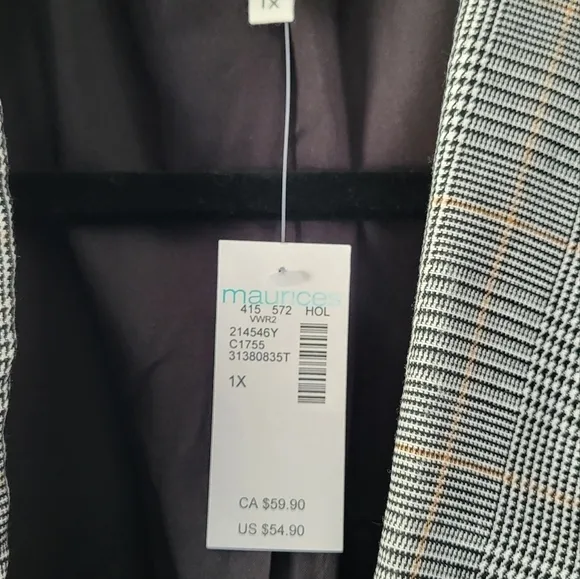 1X
maurices
415 572 HOL
VWR2
214546Y
C1755
31380835T
1X
CA $59.90
US $54.90